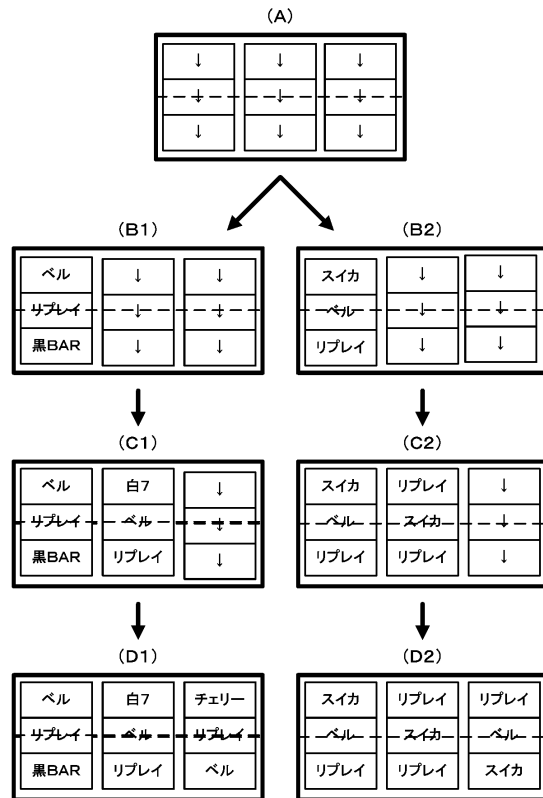 (A)
↓ ↓ ↓
↓ ↓ ↓
↓ ↓ ↓
(B1) (B2)
ベル ↓ ↓ スイカ ↓ ↓
リプレイ ↓ ↓ ベル ↓ ↓
黒BAR ↓ ↓ リプレイ ↓ ↓
(C1) (C2)
ベル 白7 ↓ スイカ リプレイ ↓
リプレイ ベル ↓ ベル スイカ ↓
黒BAR リプレイ ↓ リプレイ リプレイ ↓
(D1) (D2)
ベル 白7 チェリー スイカ リプレイ リプレイ
リプレイ ベル リプレイ ベル スイカ ベル
黒BAR リプレイ ベル リプレイ リプレイ スイカ